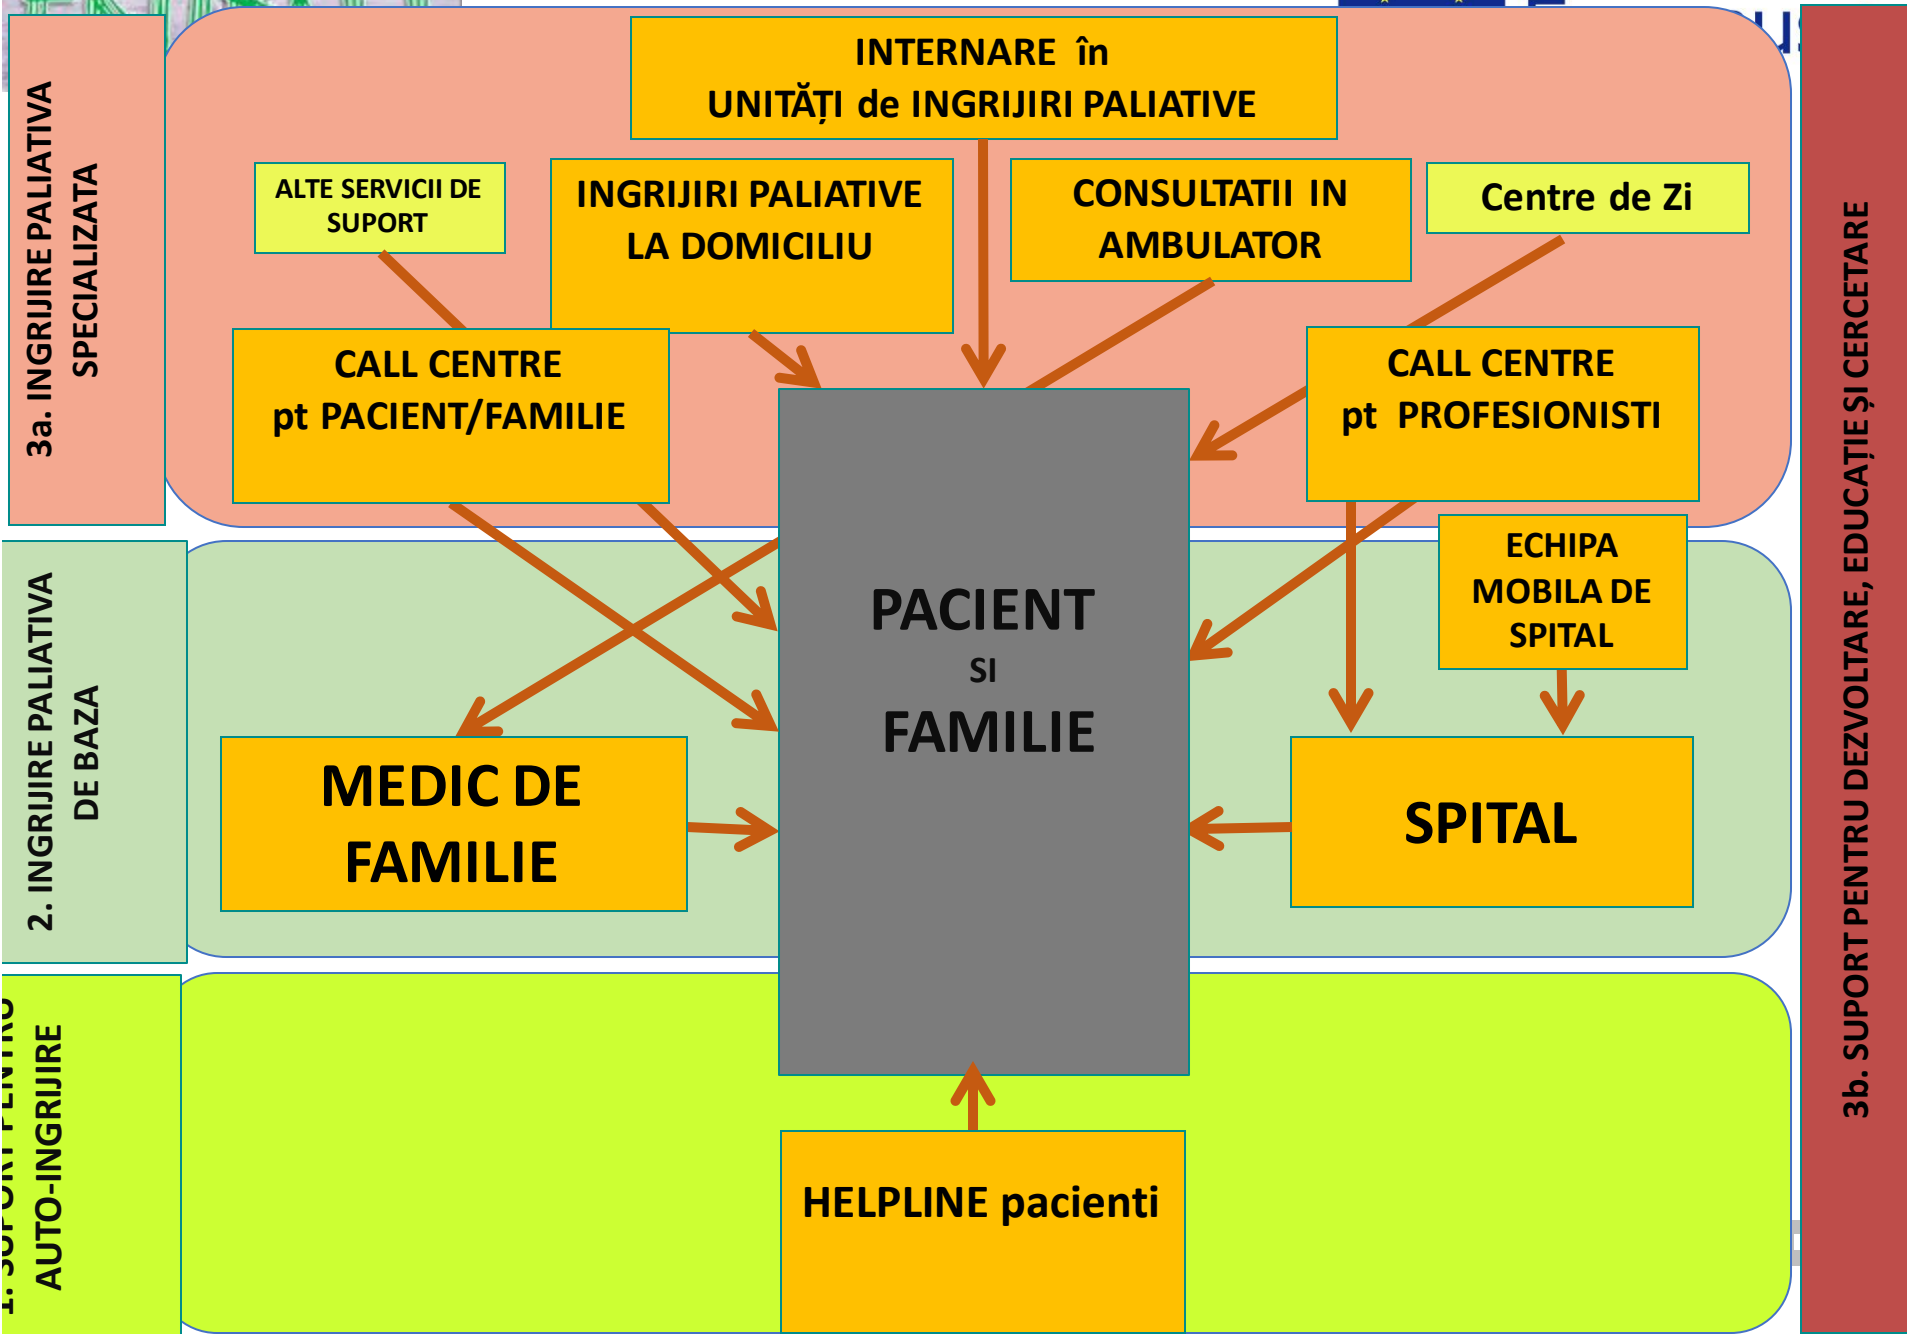 INTERNARE în
UNITĂȚI de INGRIJIRI PALIATIVE
ALTE SERVICII DE
SUPORT
INGRIJIRI PALIATIVE
LA DOMICILIU
CONSULTATII IN
AMBULATOR
Centre de Zi
CALL CENTRE
pt PACIENT/FAMILIE
CALL CENTRE
pt PROFESIONISTI
3a. INGRIJIRE PALIATIVA
SPECIALIZATA
ECHIPA
MOBILA DE
SPITAL
PACIENT
SI
FAMILIE
MEDIC DE
FAMILIE
SPITAL
2. INGRIJIRE PALIATIVA
DE BAZA
1. SUPORT PENTRU
AUTO-INGRIJIRE
HELPLINE pacienti
3b. SUPORT PENTRU DEZVOLTARE, EDUCAȚIE ȘI CERCETARE